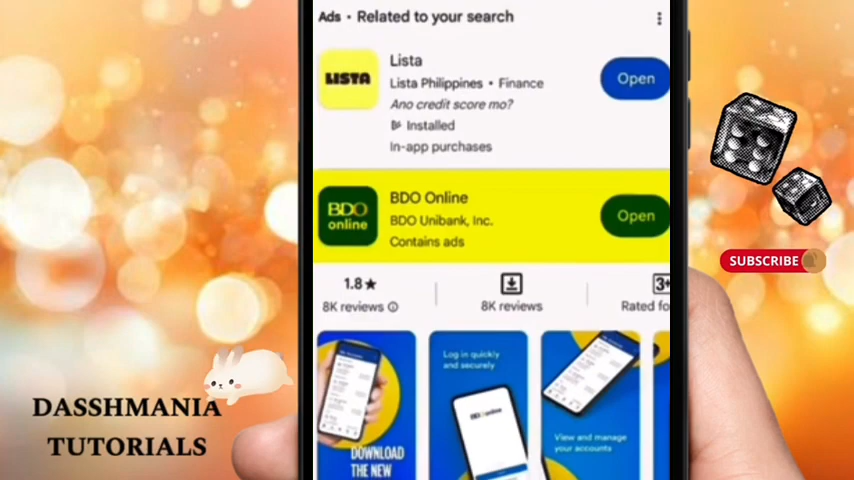 Ads • Related to your search
LISTA
Lista
Lista Philippines • Finance
Ano credit score mo?
Installed
In-app purchases
Open
BDO
online
BDO Online
BDO Unibank, Inc.
Contains ads
Open
1.8★
8K reviews
8K reviews
3+
Rated fo
DOWNLOAD
THE NEW
Log in quickly
and securely
BDO online
View and manage
your accounts
SUBSCRIBE
DASSHMANIA
TUTORIALS